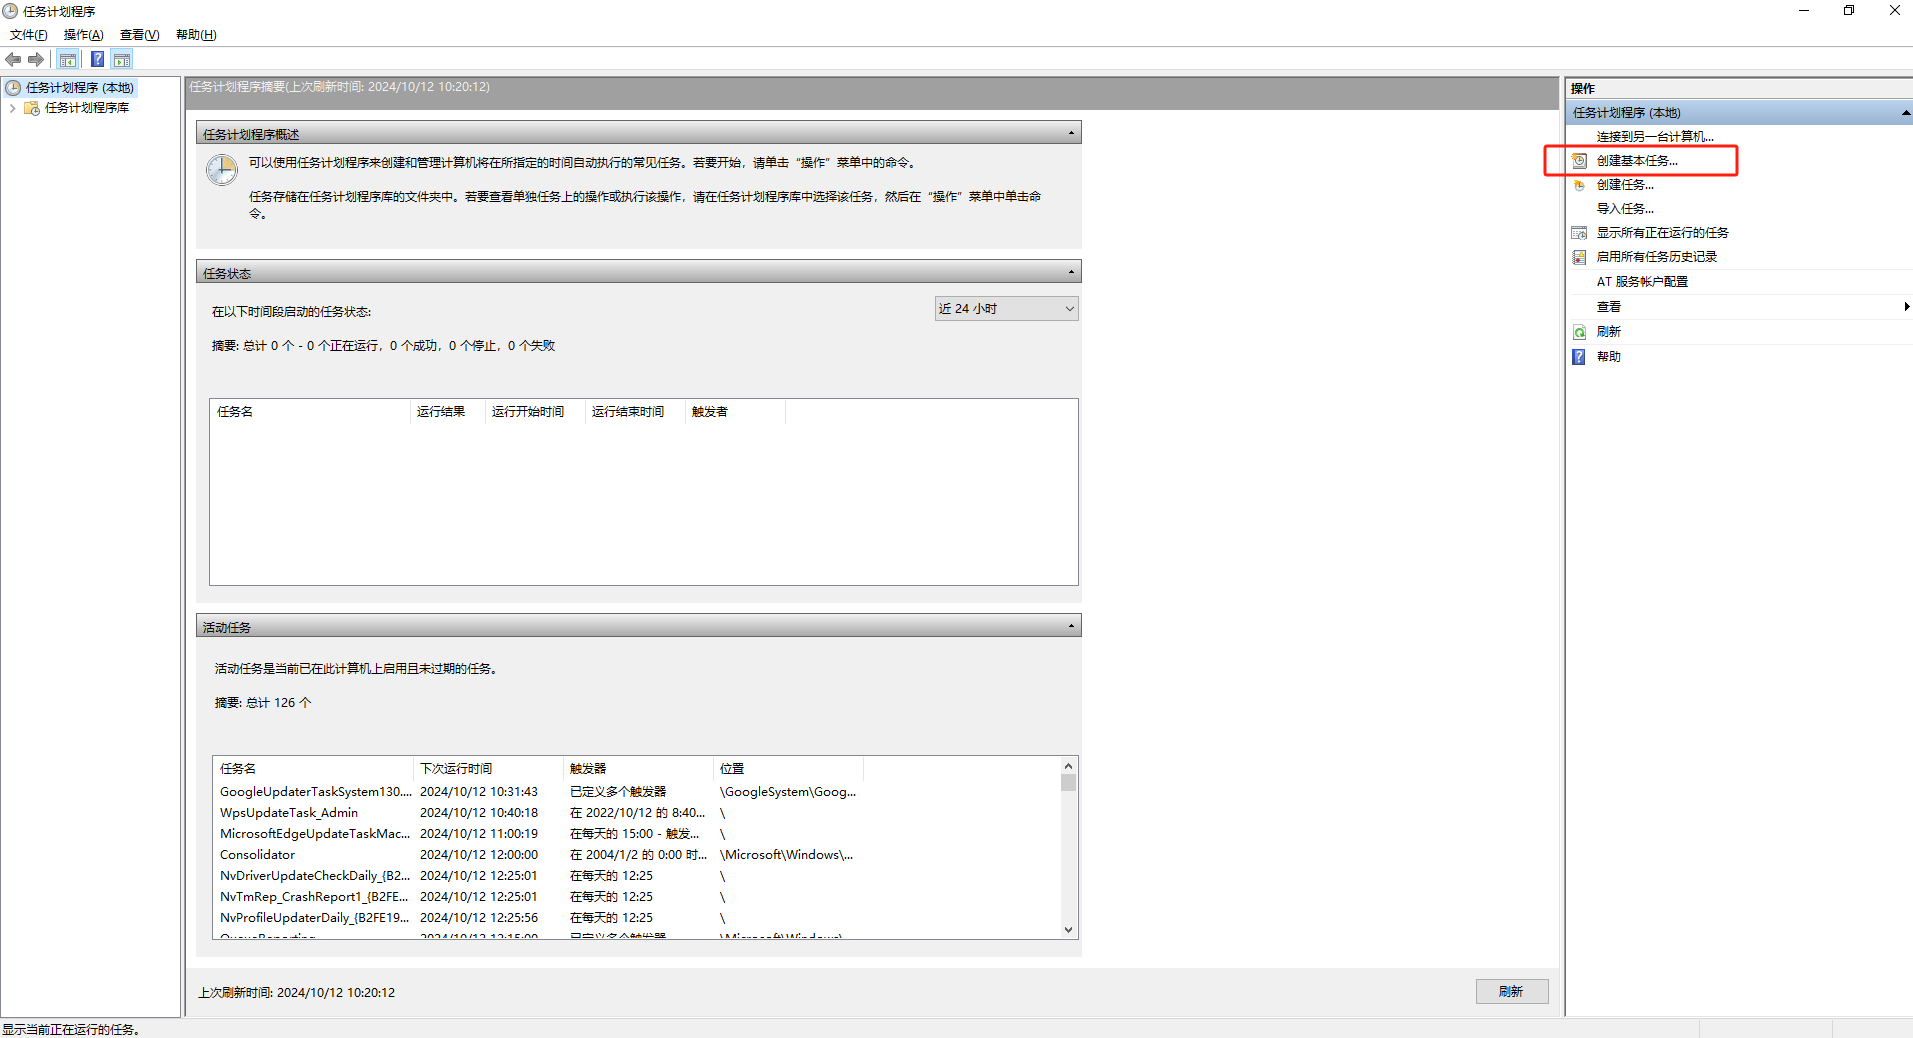 任务计划程序
文件(F) 操作(A) 查看(V) 帮助(H)
任务计划程序 (本地)
任务计划程序库
任务计划程序摘要(上次刷新时间: 2024/10/12 10:20:12)
任务计划程序概述
可以使用任务计划程序来创建和管理计算机将在所指定的时间自动执行的常见任务。若要开始，请单击“操作”菜单中的命令。
任务存储在任务计划程序库的文件夹中。若要查看单独任务上的操作或执行该操作，请在任务计划程序库中选择该任务，然后在“操作”菜单中单击命
令。
任务状态
在以下时间段启动的任务状态:
近 24 小时
摘要: 总计 0 个 - 0 个正在运行，0 个成功，0 个停止，0 个失败
任务名 运行结果 运行开始时间 运行结束时间 触发者
活动任务
活动任务是当前已在此计算机上启用且未过期的任务。
摘要: 总计 126 个
任务名 下次运行时间 触发器 位置
GoogleUpdaterTaskSystem130.... 2024/10/12 10:31:43 已定义多个触发器 \GoogleSystem\Goog...
WpsUpdateTask_Admin 2024/10/12 10:40:18 在 2022/10/12 的 8:40... \
MicrosoftEdgeUpdateTaskMac... 2024/10/12 11:00:19 在每天的 15:00 - 触发... \
Consolidator 2024/10/12 12:00:00 在 2004/1/2 的 0:00 时... \Microsoft\Windows\...
NvDriverUpdateCheckDaily_{B2... 2024/10/12 12:25:01 在每天的 12:25 \
NvTmRep_CrashReport1_{B2FE... 2024/10/12 12:25:01 在每天的 12:25 \
NvProfileUpdaterDaily_{B2FE19... 2024/10/12 12:25:56 在每天的 12:25 \
QueueReporting 2024/10/12 12:15:00 已定义多个触发器 \Microsoft\Windows\
上次刷新时间: 2024/10/12 10:20:12
刷新
操作
任务计划程序 (本地)
连接到另一台计算机...
创建基本任务...
创建任务...
导入任务...
显示所有正在运行的任务
启用所有任务历史记录
AT 服务帐户配置
查看
刷新
帮助
显示当前正在运行的任务。